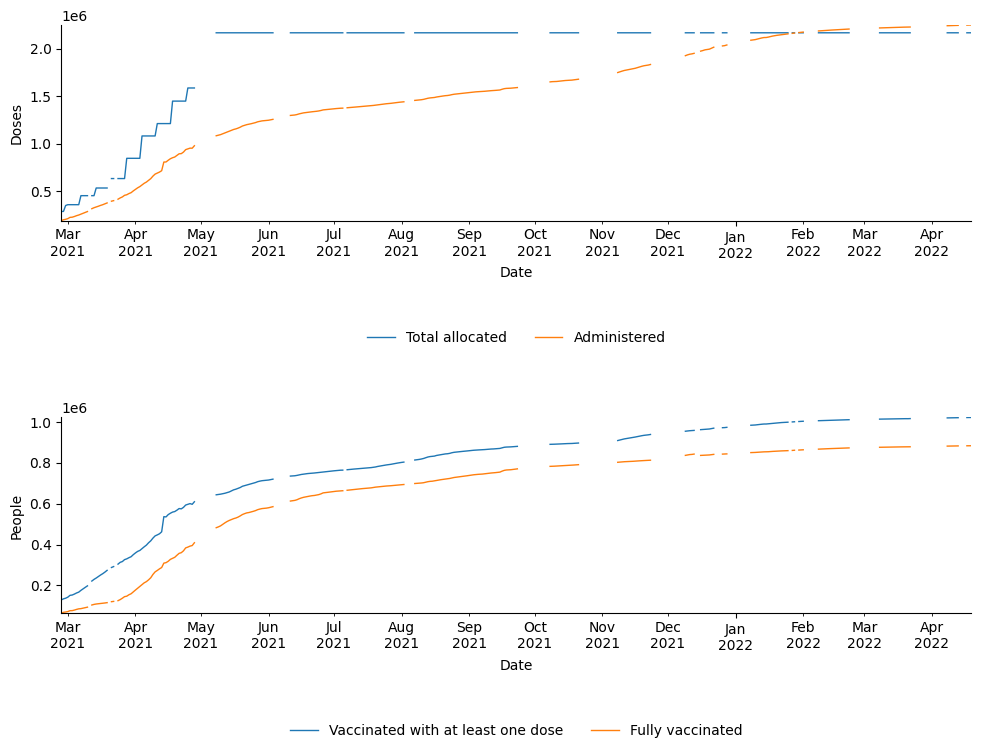 1e6
2.0
1.5
1.0
0.5
Doses
Mar Apr May Jun Jul Aug Sep Oct Nov Dec Jan Feb Mar Apr
2021 2021 2021 2021 2021 2021 2021 2021 2021 2021 2022 2022 2022 2022
Date
Total allocated Administered
1e6
1.0
0.8
0.6
0.4
0.2
People
Mar Apr May Jun Jul Aug Sep Oct Nov Dec Jan Feb Mar Apr
2021 2021 2021 2021 2021 2021 2021 2021 2021 2021 2022 2022 2022 2022
Date
Vaccinated with at least one dose Fully vaccinated